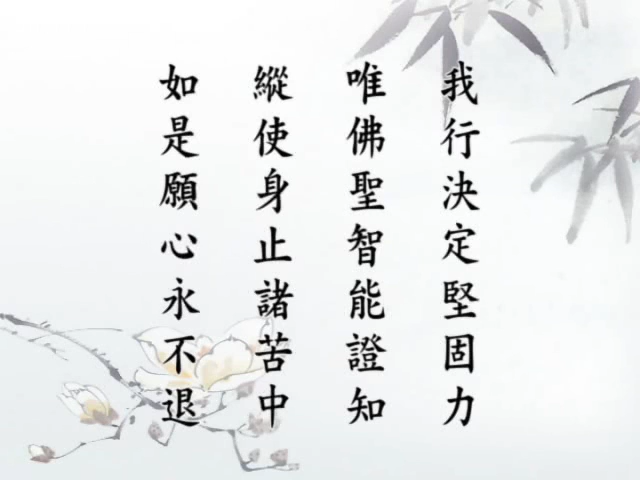 我行決定堅固力
唯佛聖智能證知
縱使身止諸苦中
如是願心永不退